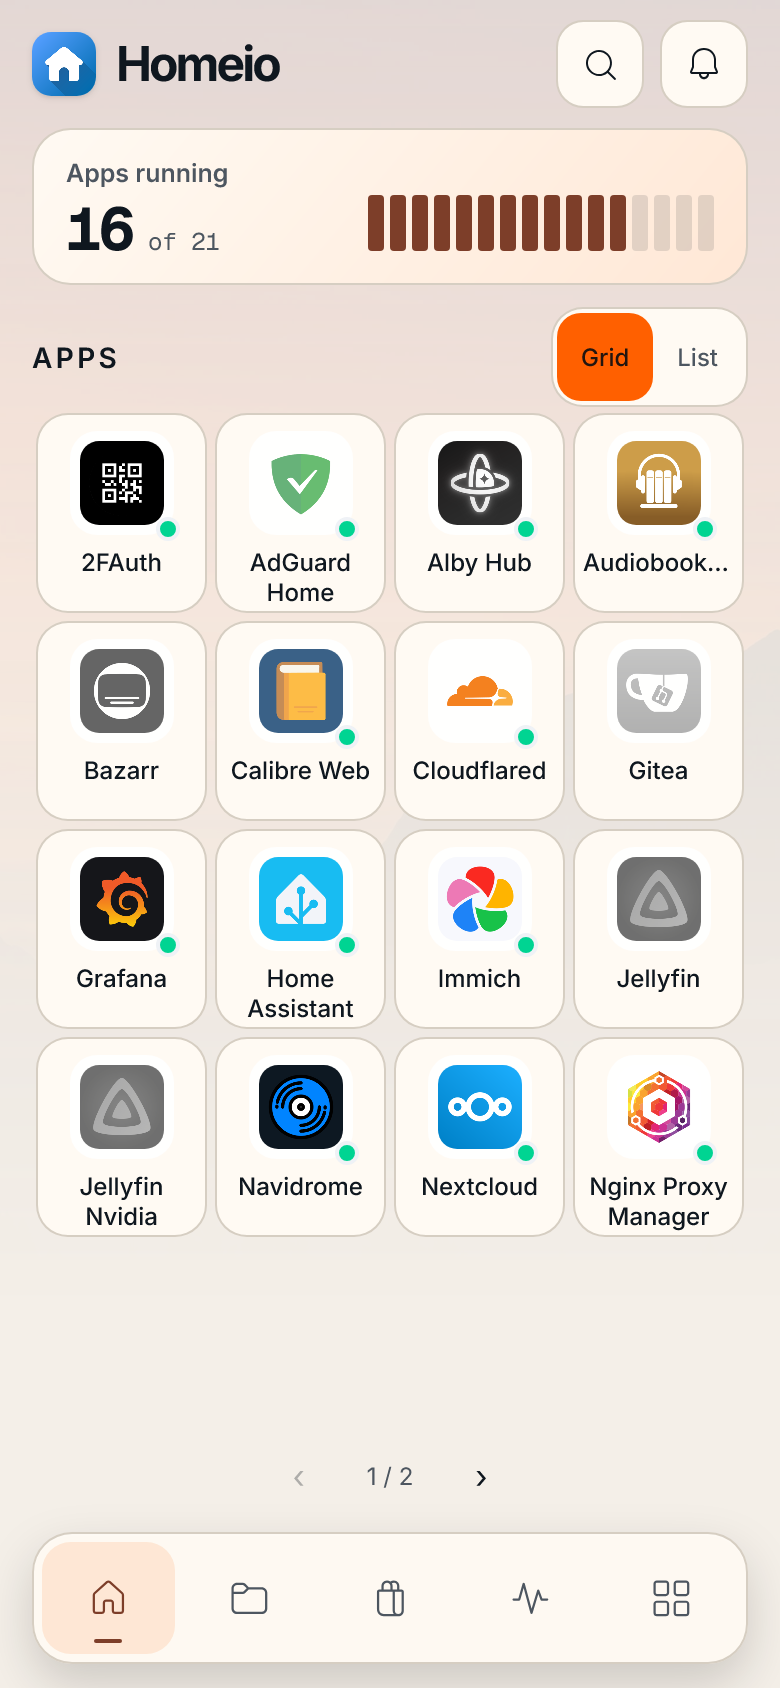 Homeio
Apps running
16 of 21
APPS
Grid
List
2FAuth
AdGuard
Home
Alby Hub
Audiobook...
Bazarr
Calibre Web
Cloudflared
Gitea
Grafana
Home
Assistant
Immich
Jellyfin
Jellyfin
Nvidia
Navidrome
Nextcloud
Nginx Proxy
Manager
‹ 1 / 2 ›